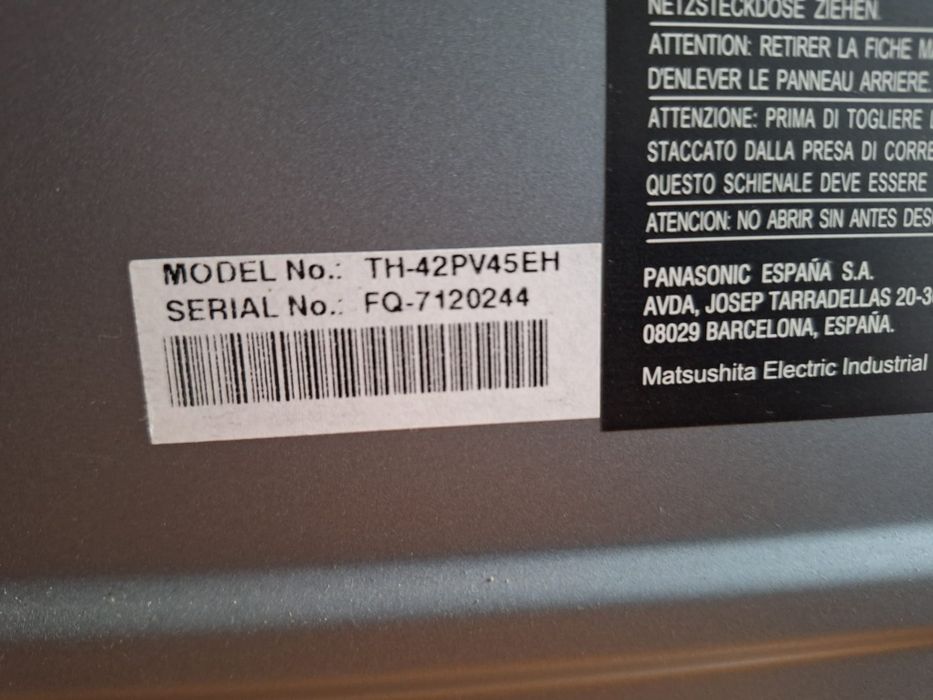 MODEL No.: TH-42PV45EH
SERIAL No.: FQ-7120244
NETZSTECKDOSE ZIEHEN.
ATTENTION: RETIRER LA FICHE
D'ENLEVER LE PANNEAU ARRIERE.
ATTENZIONE: PRIMA DI TOGLIERE
STACCATO DALLA PRESA DI
QUESTO SCHIENALE DEVE ESSERE
ATENCION: NO ABRIR SIN ANTES
PANASONIC ESPAÑA S.A.
AVDA, JOSEP TARRADELLAS
08029 BARCELONA, ESPAÑA.
Matsushita Electric Industrial